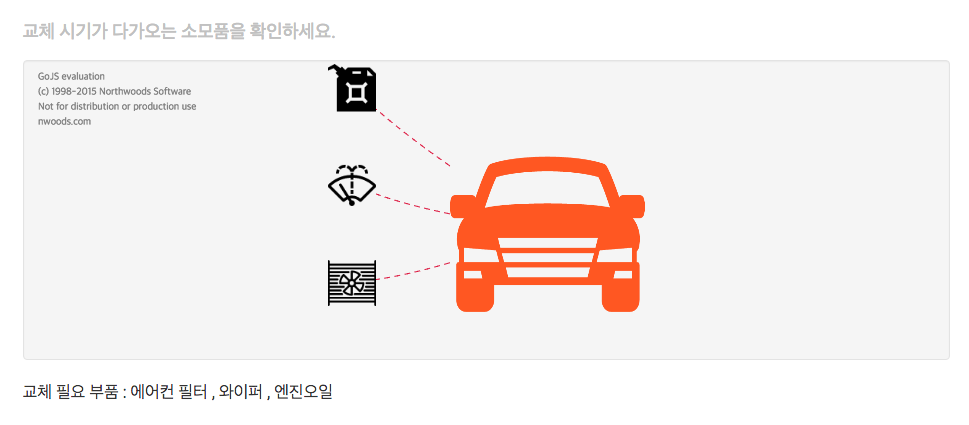 교체 시기가 다가오는 소모품을 확인하세요.
GoJS evaluation
(c) 1998-2015 Northwoods Software
Not for distribution or production use
nwoods.com
교체 필요 부품 : 에어컨 필터 , 와이퍼 , 엔진오일